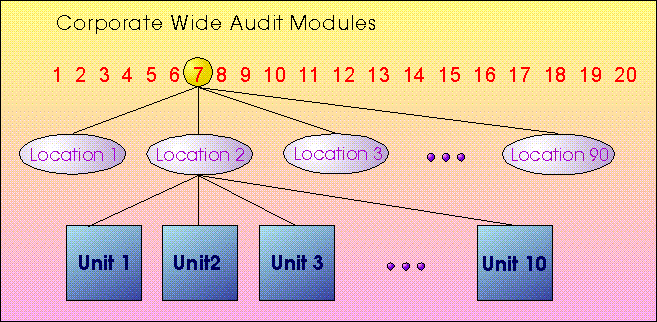 Corporate Wide Audit Modules
1 2 3 4 5 6 7 8 9 10 11 12 13 14 15 16 17 18 19 20
Location 1 Location 2 Location 3 Location 90
Unit 1 Unit2 Unit 3 Unit 10